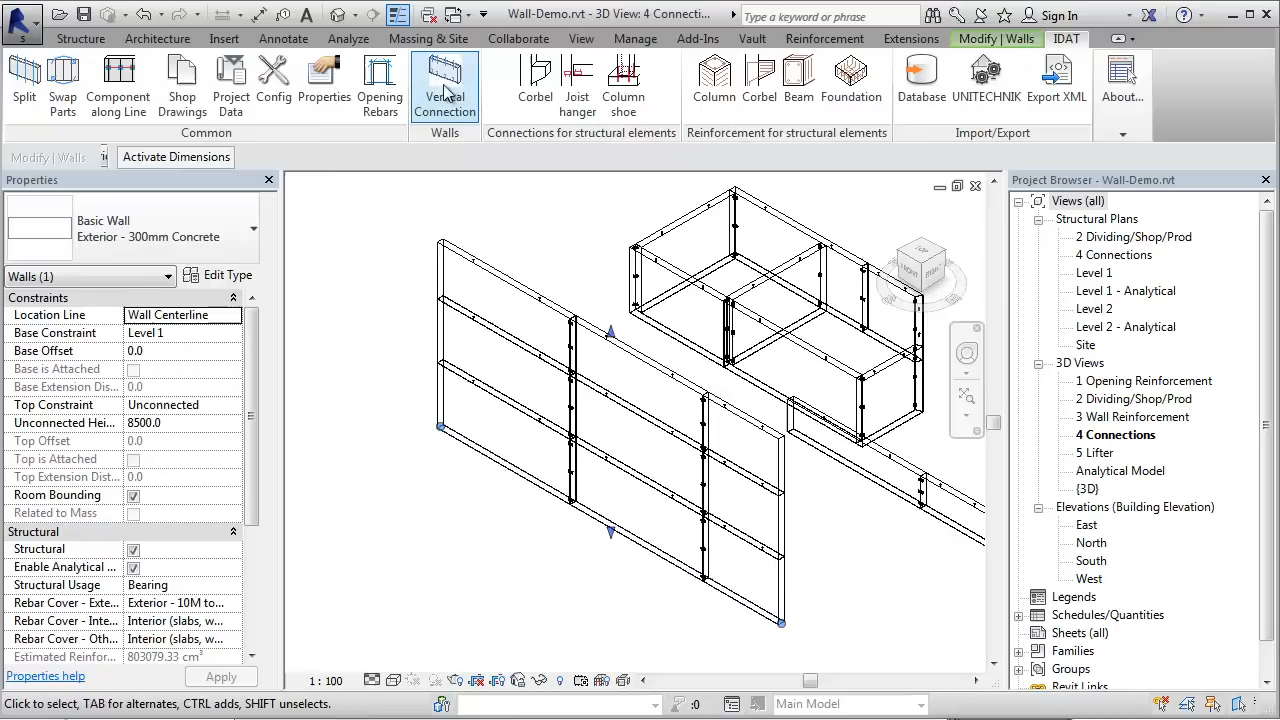 Wall-Demo.rvt - 3D View: 4 Connecti...
Type a keyword or phrase
Sign In
Structure
Architecture
Insert
Annotate
Analyze
Massing & Site
Collaborate
View
Manage
Add-Ins
Vault
Reinforcement
Extensions
Modify | Walls
IDAT
Split
Swap
Parts
Component
along Line
Shop
Drawings
Project
Data
Config
Properties
Opening
Rebars
Vertical
Connection
Corbel
Joist
hanger
Column
shoe
Column
Corbel
Beam
Foundation
Database
UNITECHNIK
Export XML
About...
Common
Walls
Connections for structural elements
Reinforcement for structural elements
Import/Export
Modify | Walls
Activate Dimensions
Properties
Basic Wall
Exterior - 300mm Concrete
Walls (1)
Edit Type
Constraints
Location Line Wall Centerline
Base Constraint Level 1
Base Offset 0.0
Base is Attached
Base Extension Dis... 0.0
Top Constraint Unconnected
Unconnected Hei... 8500.0
Top Offset 0.0
Top is Attached
Top Extension Dist... 0.0
Room Bounding
Related to Mass
Structural
Structural
Enable Analytical ...
Structural Usage Bearing
Rebar Cover - Exte... Exterior - 10M to...
Rebar Cover - Inte... Interior (slabs, w...
Rebar Cover - Oth... Interior (slabs, w...
Estimated Reinfor... 803079.33 cm³
Properties help
Apply
FRONT
RIGHT
1 : 100
Project Browser - Wall-Demo.rvt
Views (all)
Structural Plans
2 Dividing/Shop/Prod
4 Connections
Level 1
Level 1 - Analytical
Level 2
Level 2 - Analytical
Site
3D Views
1 Opening Reinforcement
2 Dividing/Shop/Prod
3 Wall Reinforcement
4 Connections
5 Lifter
Analytical Model
{3D}
Elevations (Building Elevation)
East
North
South
West
Legends
Schedules/Quantities
Sheets (all)
Families
Groups
Revit Links
Click to select, TAB for alternates, CTRL adds, SHIFT unselects.
:0
Main Model